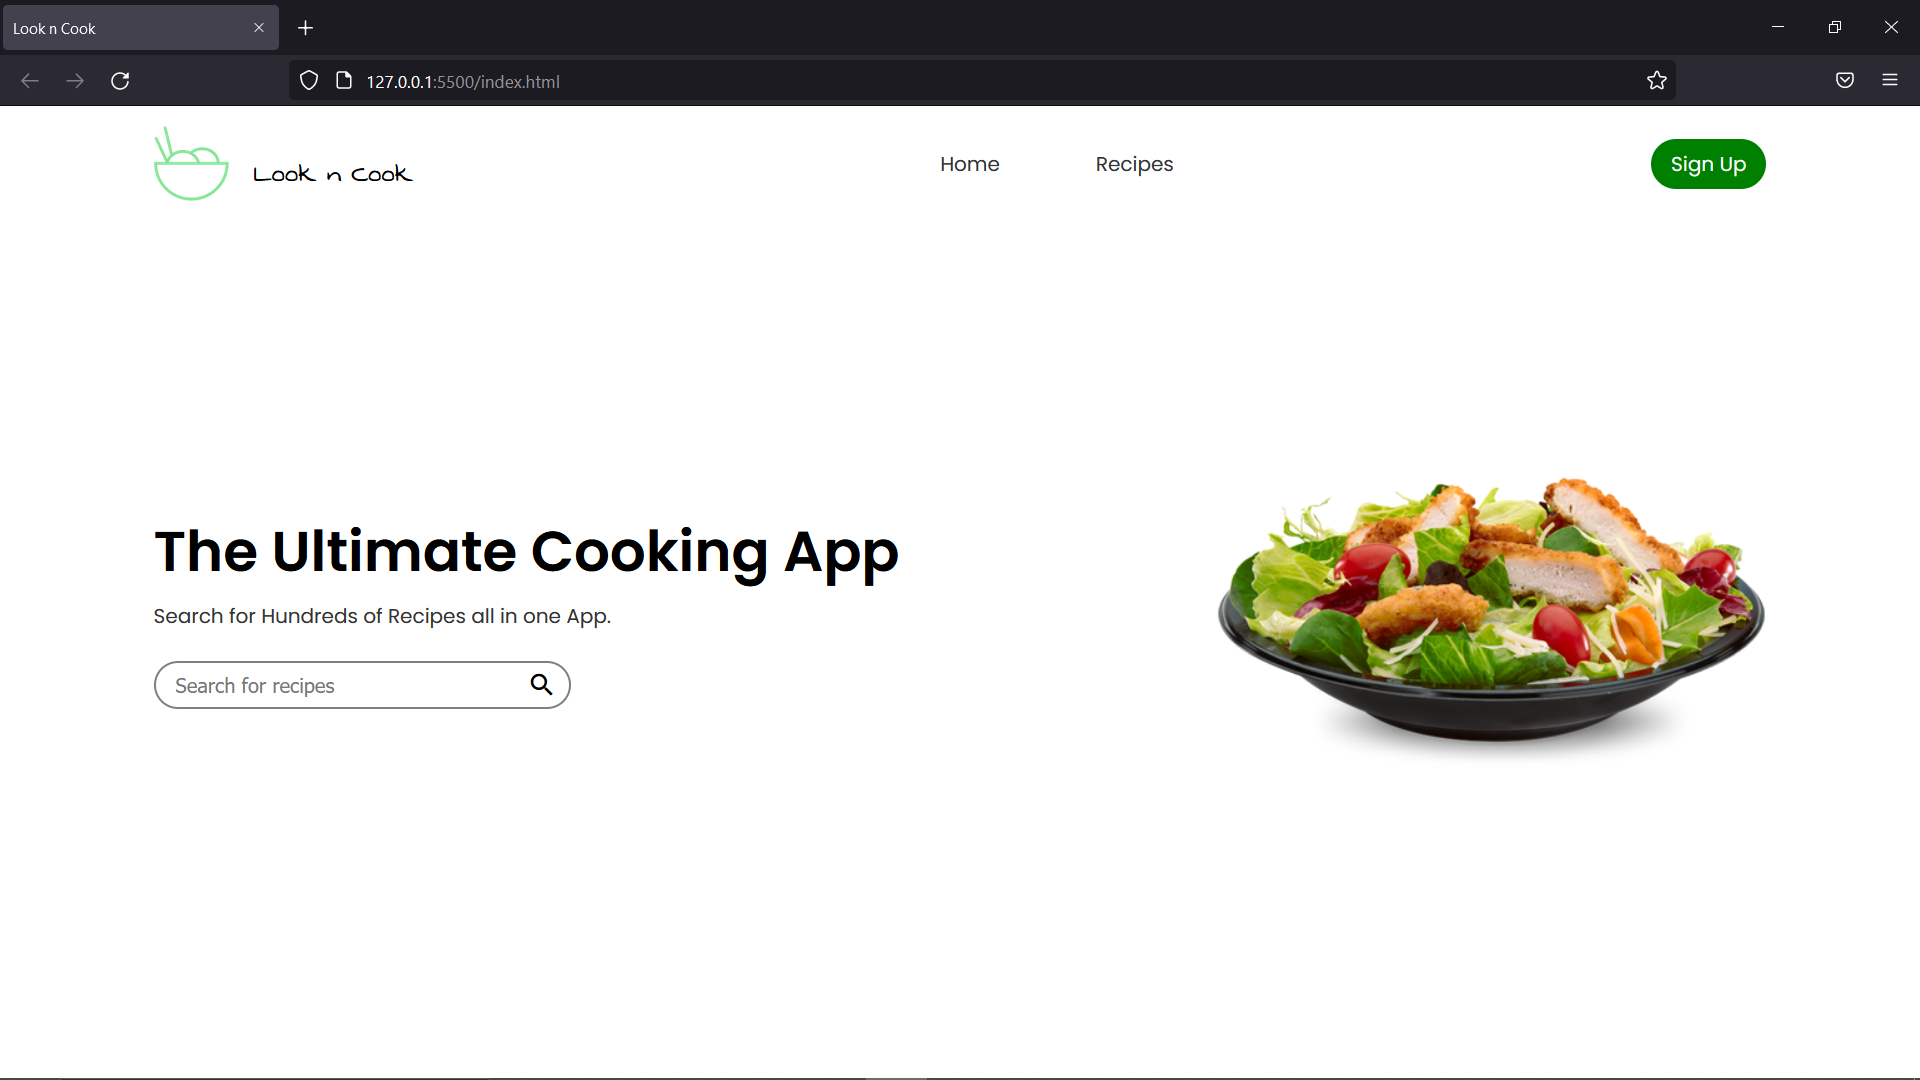 Look n Cook
127.0.0.1:5500/index.html
Look n Cook
Home
Recipes
Sign Up
The Ultimate Cooking App
Search for Hundreds of Recipes all in one App.
Search for recipes